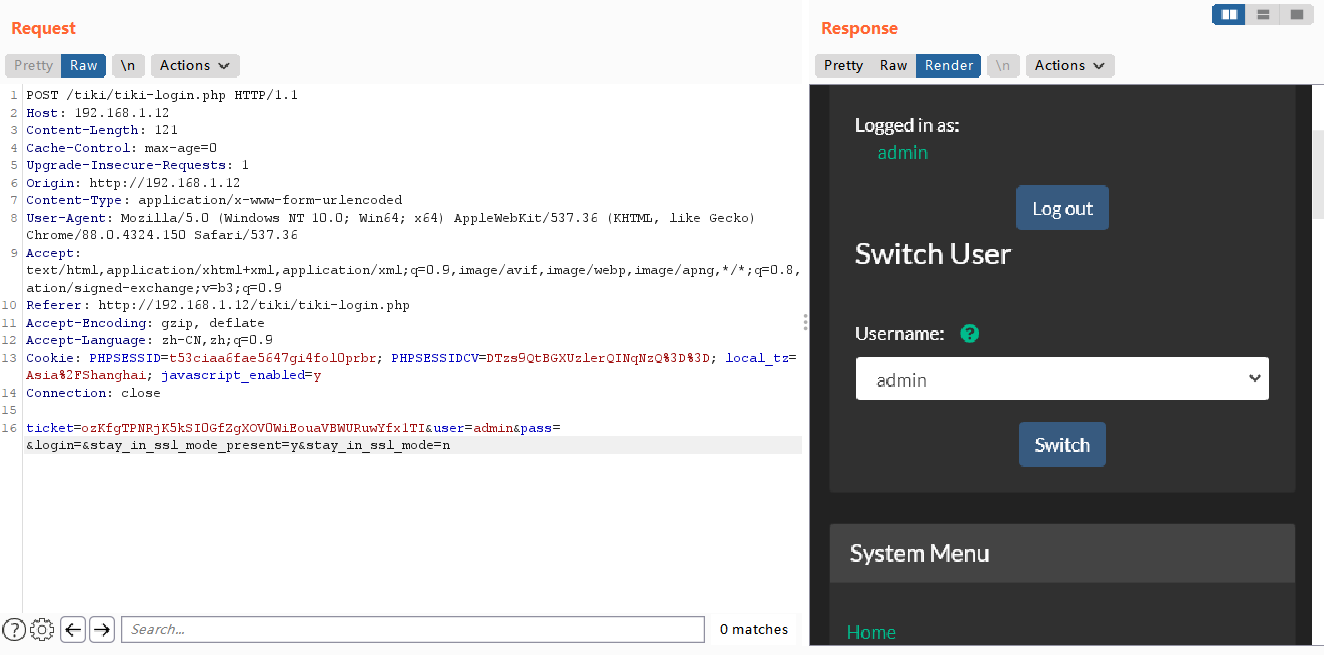 Request
Pretty Raw \n Actions
1 POST /tiki/tiki-login.php HTTP/1.1
2 Host: 192.168.1.12
3 Content-Length: 121
4 Cache-Control: max-age=0
5 Upgrade-Insecure-Requests: 1
6 Origin: http://192.168.1.12
7 Content-Type: application/x-www-form-urlencoded
8 User-Agent: Mozilla/5.0 (Windows NT 10.0; Win64; x64) AppleWebKit/537.36 (KHTML, like Gecko)
Chrome/88.0.4324.150 Safari/537.36
9 Accept:
text/html,application/xhtml+xml,application/xml;q=0.9,image/avif,image/webp,image/apng,*/*;q=0.8,
ation/signed-exchange;v=b3;q=0.9
10 Referer: http://192.168.1.12/tiki/tiki-login.php
11 Accept-Encoding: gzip, deflate
12 Accept-Language: zh-CN,zh;q=0.9
13 Cookie: PHPSESSID=t53ciaa6fae5647gi4fol0prbr; PHPSESSIDCV=DTzs9QtBGXUzlerQINqNzQ%3D%3D; local_tz=
Asia%2FShanghai; javascript_enabled=y
14 Connection: close
15
16 ticket=ozKfgTPNRjK5kSI0GfZgXOV0WiEouaVBWURuwYfx1TI&user=admin&pass=
&login=&stay_in_ssl_mode_present=y&stay_in_ssl_mode=n
Search...
0 matches
Response
Pretty Raw Render \n Actions
Logged in as:
admin
Log out
Switch User
Username: ?
admin
Switch
System Menu
Home